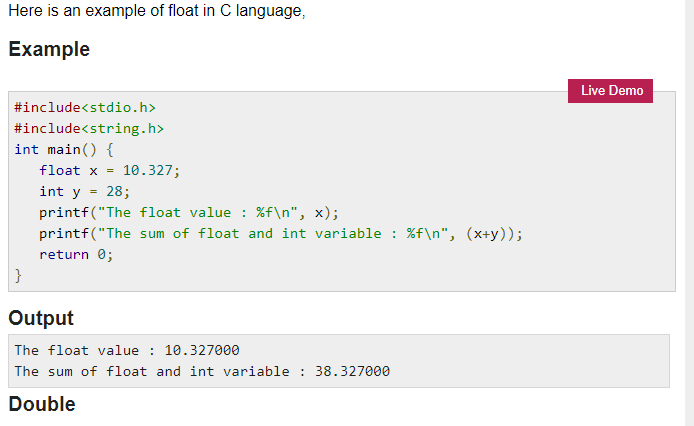 Here is an example of float in C language,
Example
Live Demo
#include<stdio.h>
#include<string.h>
int main() {
   float x = 10.327;
   int y = 28;
   printf("The float value : %f\n", x);
   printf("The sum of float and int variable : %f\n", (x+y));
   return 0;
}
Output
The float value : 10.327000
The sum of float and int variable : 38.327000
Double